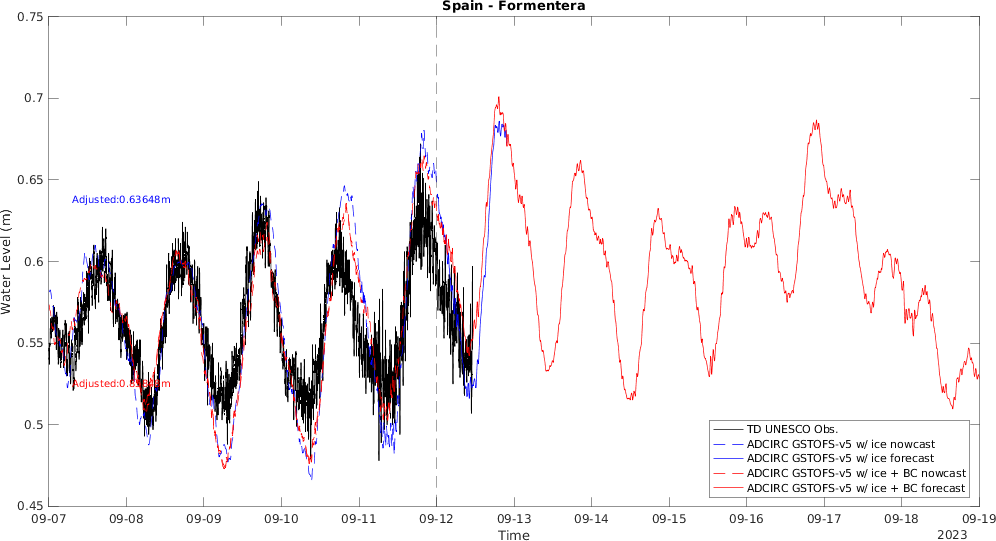 Spain - Formentera
0.75
0.7
0.65
0.6
0.55
0.5
0.45
Water Level (m)
Adjusted:0.63648m
TD UNESCO Obs.
ADCIRC GSTOFS-v5 w/ ice nowcast
ADCIRC GSTOFS-v5 w/ ice forecast
ADCIRC GSTOFS-v5 w/ ice + BC nowcast
ADCIRC GSTOFS-v5 w/ ice + BC forecast
09-07 09-08 09-09 09-10 09-11 09-12 09-13 09-14 09-15 09-16 09-17 09-18 09-19
Time
2023